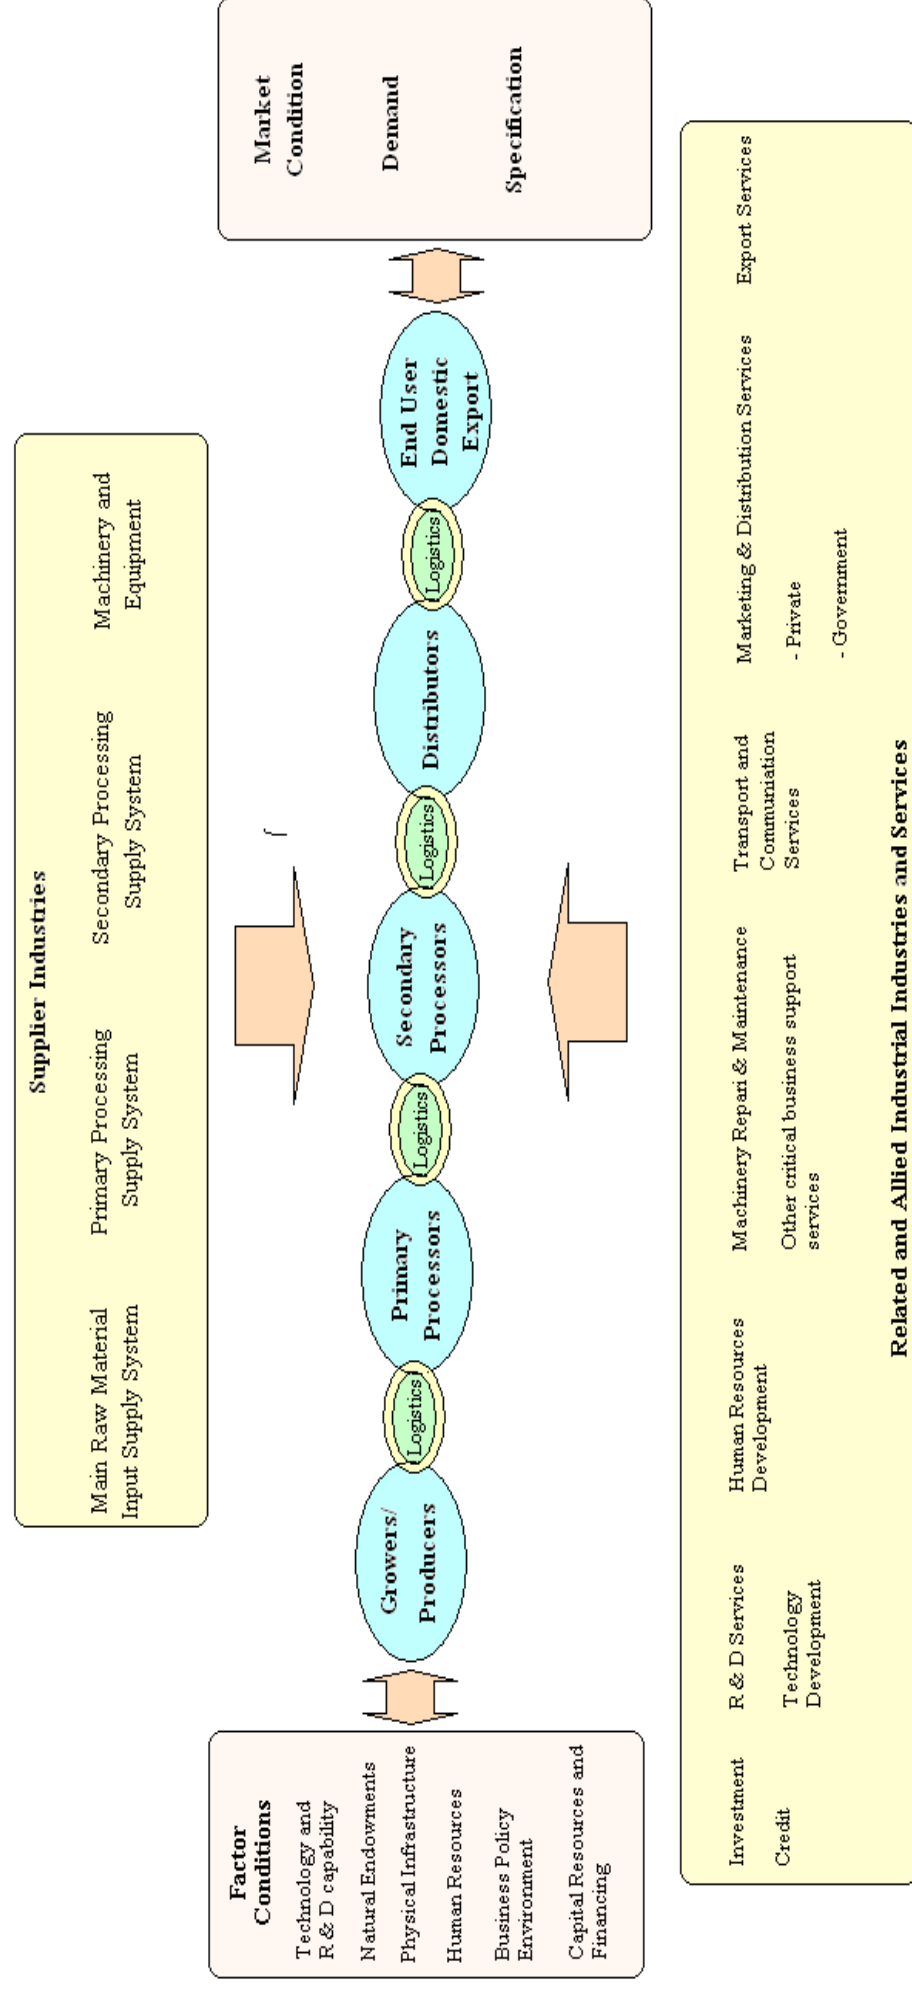 Supplier Industries
Main Raw Material
Input Supply System
Primary Processing
Supply System
Secondary Processing
Supply System
Machinery and
Equipment
Factor
Conditions
Technology and
R & D capability
Natural Endowments
Physical Infrastructure
Human Resources
Business Policy
Environment
Capital Resources and
Financing
Growers/
Producers
Logistics
Primary
Processors
Logistics
Secondary
Processors
Logistics
Distributors
Logistics
End User
Domestic
Export
Market
Condition
Demand
Specification
Investment
Credit
R & D Services
Technology
Development
Human Resources
Development
Machinery Repari & Maintenance
Other critical business support
services
Transport and
Communiation
Services
Marketing & Distribution Services
- Private
- Government
Export Services
Related and Allied Industrial Industries and Services